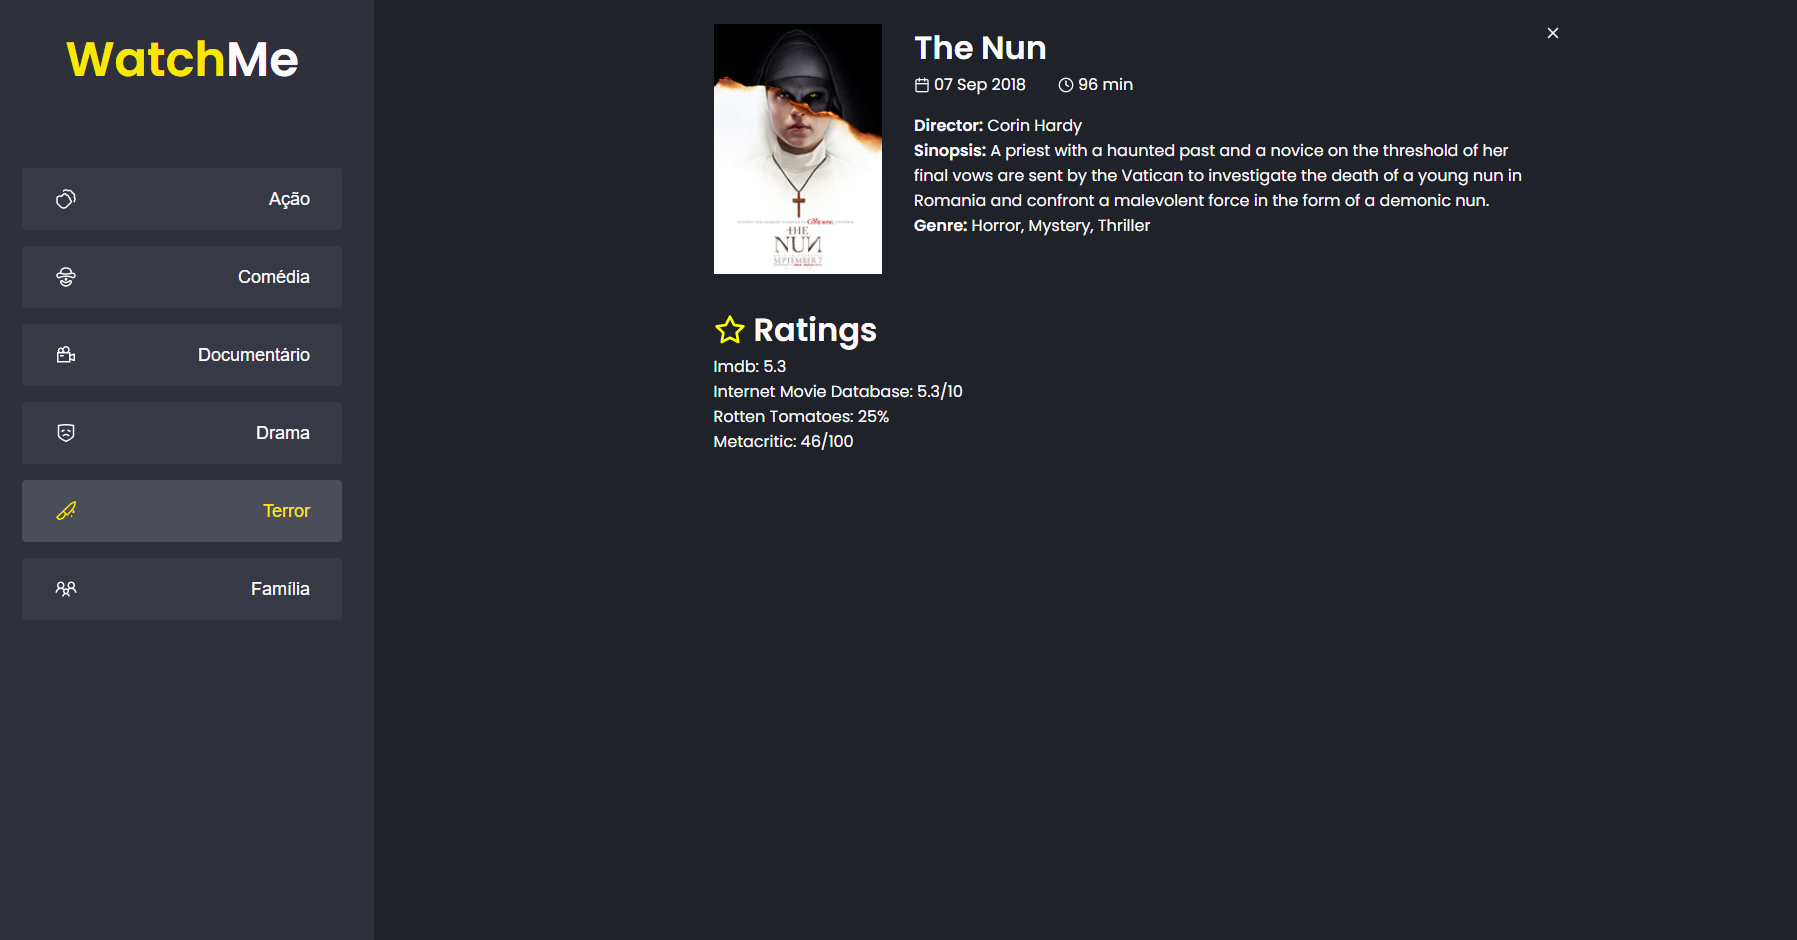 WatchMe
Ação
Comédia
Documentário
Drama
Terror
Família
THE
NUN
SEPTEMBER 7
The Nun
07 Sep 2018 96 min
Director: Corin Hardy
Sinopsis: A priest with a haunted past and a novice on the threshold of her
final vows are sent by the Vatican to investigate the death of a young nun in
Romania and confront a malevolent force in the form of a demonic nun.
Genre: Horror, Mystery, Thriller
Ratings
Imdb: 5.3
Internet Movie Database: 5.3/10
Rotten Tomatoes: 25%
Metacritic: 46/100